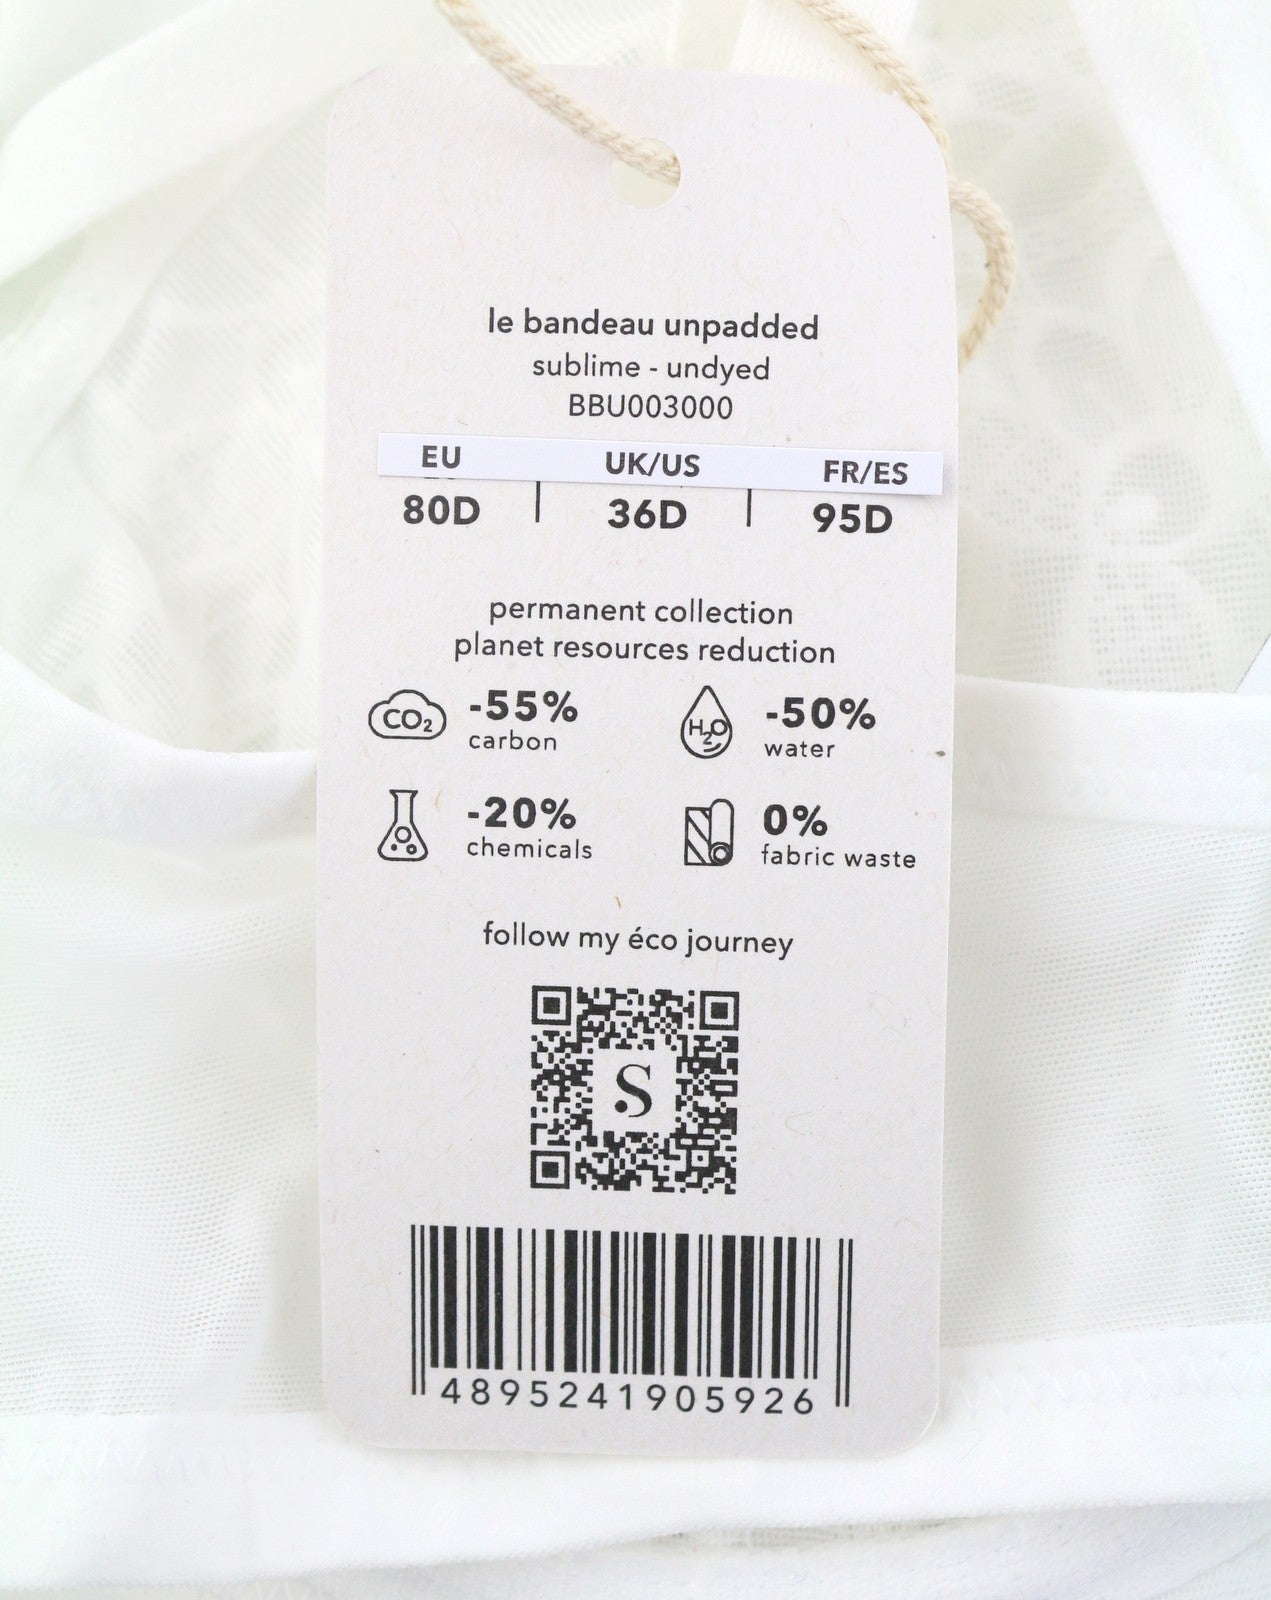 le bandeau unpadded
sublime - undyed
BBU003000
EU UK/US FR/ES
80D | 36D | 95D
permanent collection
planet resources reduction
CO₂ -55% H₂O -50%
carbon water
-20% 0%
chemicals fabric waste
follow my éco journey
S
4895241905926